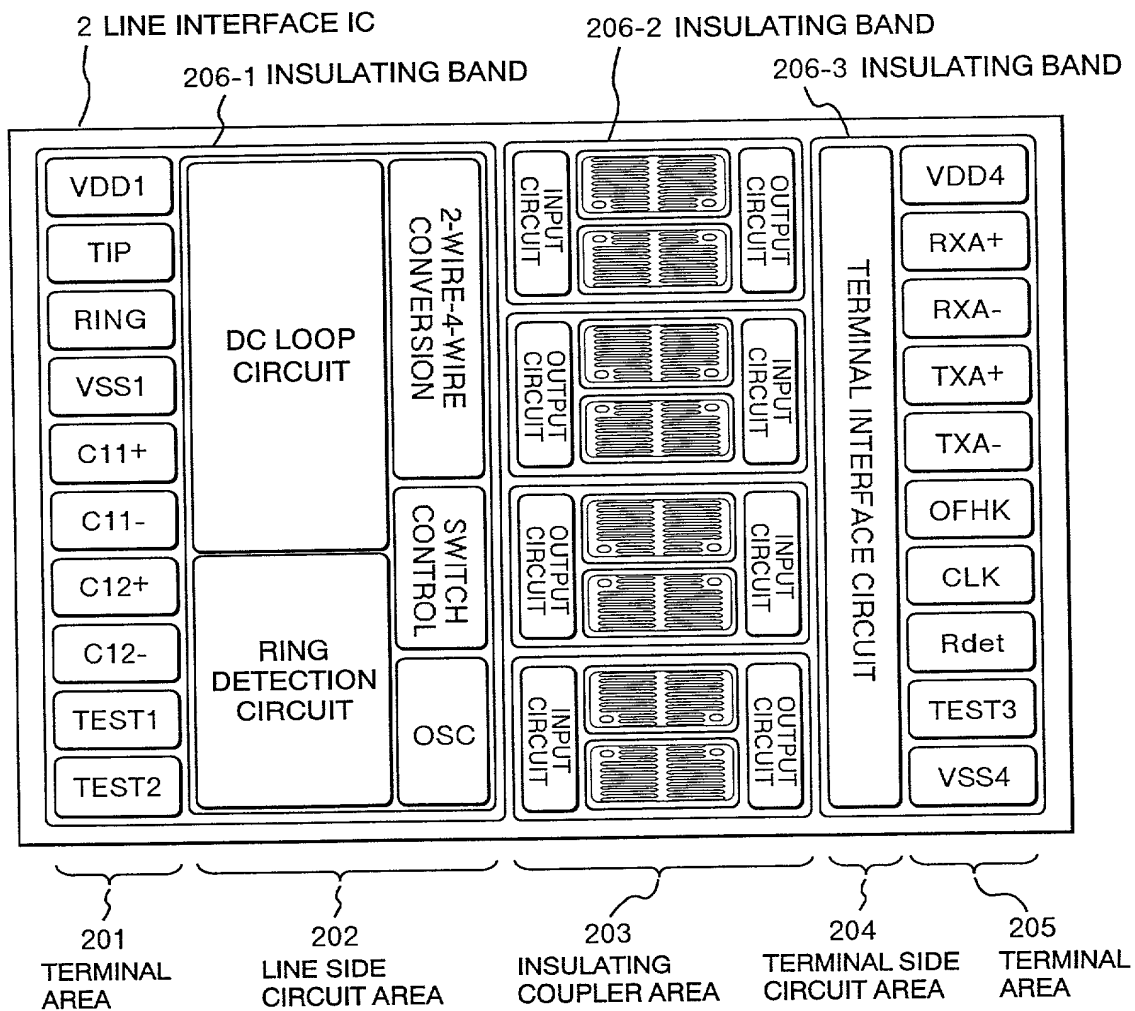 2 LINE INTERFACE IC
206-1 INSULATING BAND
206-2 INSULATING BAND
206-3 INSULATING BAND
VDD1
TIP
RING
VSS1
C11+
C11-
C12+
C12-
TEST1
TEST2
DC LOOP
CIRCUIT
RING
DETECTION
CIRCUIT
2-WIRE-4-WIRE
CONVERSION
SWITCH
CONTROL
OSC
INPUT
CIRCUIT
OUTPUT
CIRCUIT
OUTPUT
CIRCUIT
INPUT
CIRCUIT
OUTPUT
CIRCUIT
INPUT
CIRCUIT
INPUT
CIRCUIT
OUTPUT
CIRCUIT
TERMINAL INTERFACE CIRCUIT
VDD4
RXA+
RXA-
TXA+
TXA-
OFHK
CLK
Rdet
TEST3
VSS4
201
TERMINAL
AREA
202
LINE SIDE
CIRCUIT AREA
203
INSULATING
COUPLER AREA
204
TERMINAL SIDE
CIRCUIT AREA
205
TERMINAL
AREA